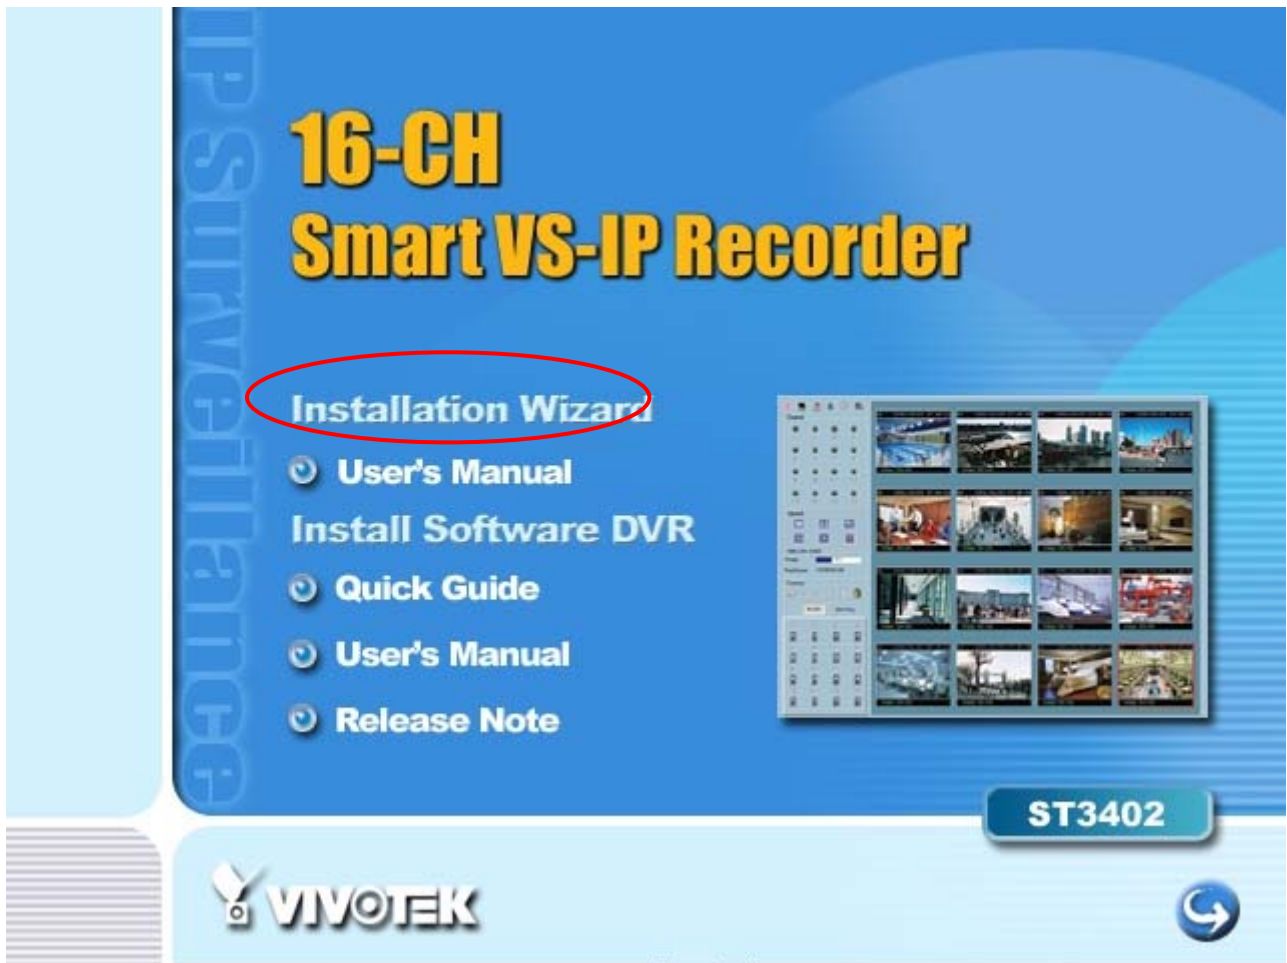 IP Surveillance
16-CH
Smart VS-IP Recorder
Installation Wizard
User's Manual
Install Software DVR
Quick Guide
User's Manual
Release Note
ST3402
VIVOTEK